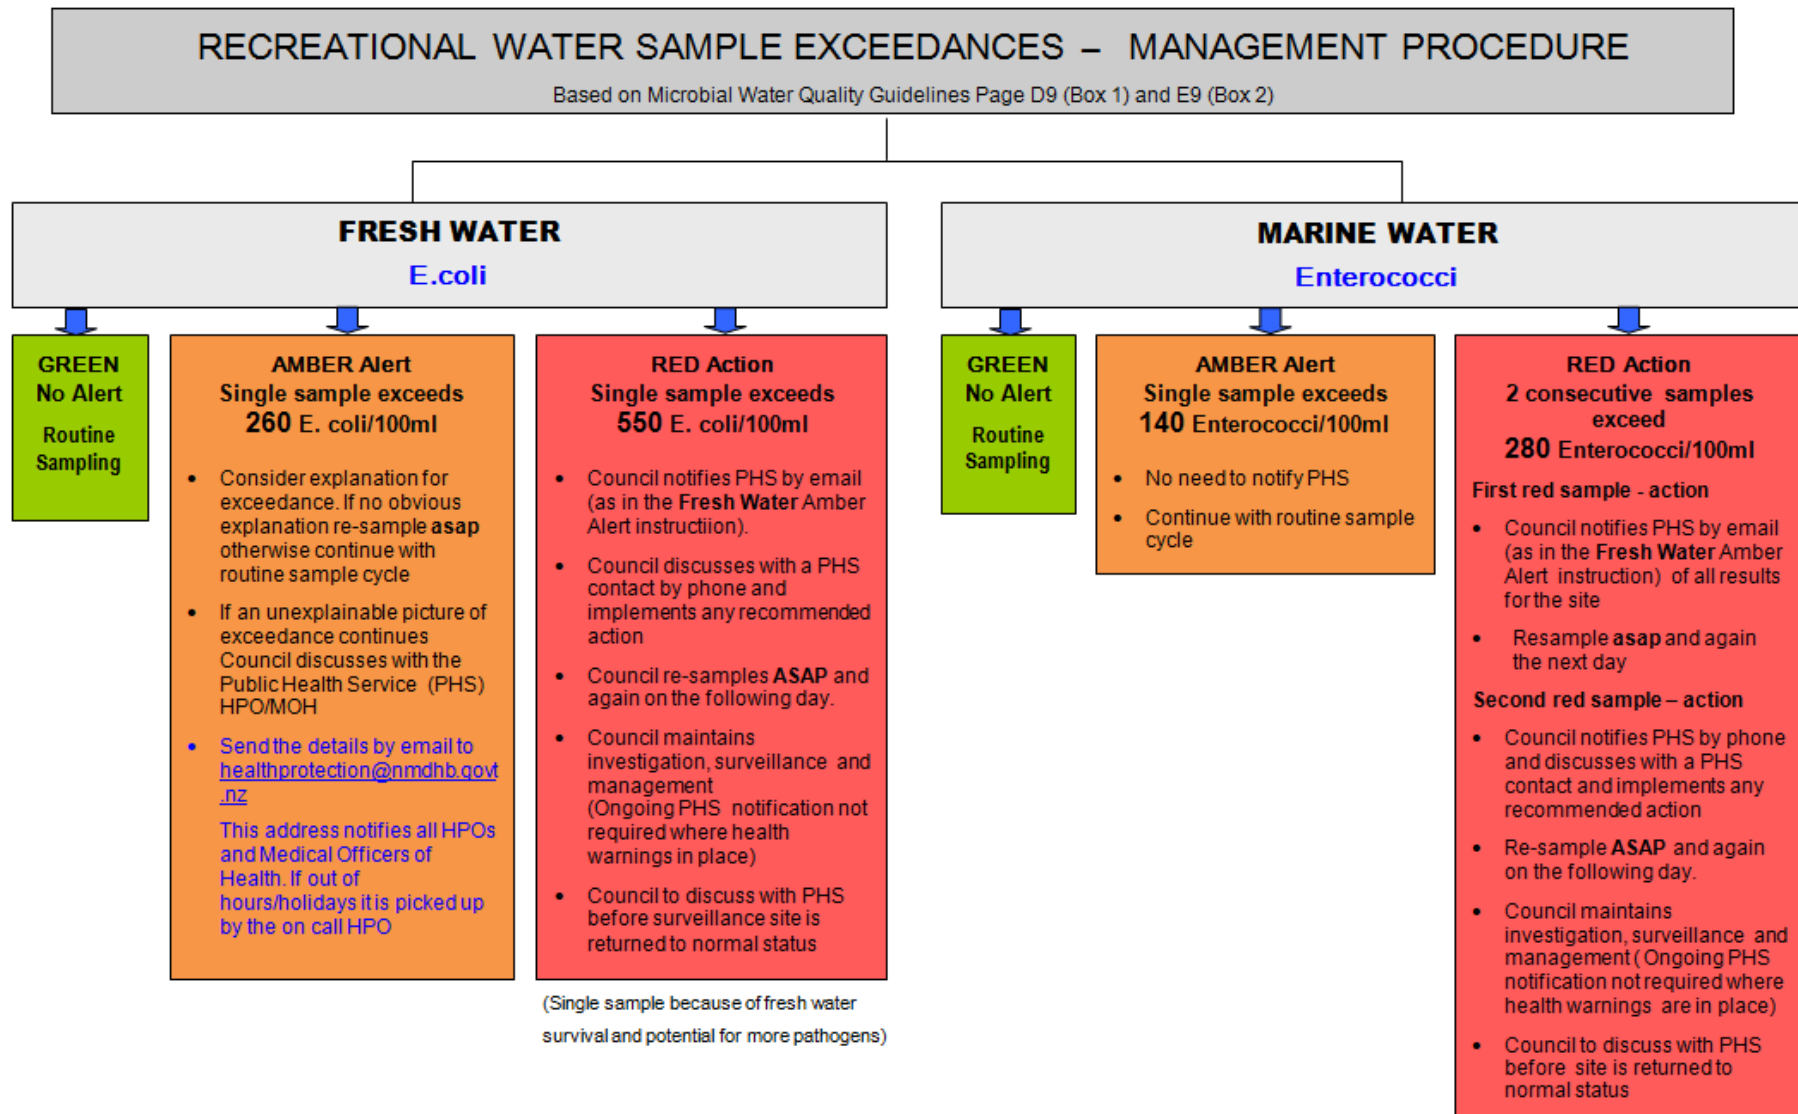 RECREATIONAL WATER SAMPLE EXCEEDANCES – MANAGEMENT PROCEDURE
Based on Microbial Water Quality Guidelines Page D9 (Box 1) and E9 (Box 2)
FRESH WATER
E.coli
GREEN
No Alert
Routine
Sampling
AMBER Alert
Single sample exceeds
260 E. coli/100ml
• Consider explanation for
exceedance. If no obvious
explanation re-sample asap
otherwise continue with
routine sample cycle
• If an unexplainable picture of
exceedance continues
Council discusses with the
Public Health Service (PHS)
HPO/MOH
• Send the details by email to
healthprotection@nmdhb.govt
.nz
This address notifies all HPOs
and Medical Officers of
Health. If out of
hours/holidays it is picked up
by the on call HPO
RED Action
Single sample exceeds
550 E. coli/100ml
• Council notifies PHS by email
(as in the Fresh Water Amber
Alert instructiion).
• Council discusses with a PHS
contact by phone and
implements any recommended
action
• Council re-samples ASAP and
again on the following day.
• Council maintains
investigation, surveillance and
management
(Ongoing PHS notification not
required where health
warnings in place)
• Council to discuss with PHS
before surveillance site is
returned to normal status
(Single sample because of fresh water
survival and potential for more pathogens)
MARINE WATER
Enterococci
GREEN
No Alert
Routine
Sampling
AMBER Alert
Single sample exceeds
140 Enterococci/100ml
• No need to notify PHS
• Continue with routine sample
cycle
RED Action
2 consecutive samples
exceed
280 Enterococci/100ml
First red sample - action
• Council notifies PHS by email
(as in the Fresh Water Amber
Alert instruction) of all results
for the site
• Resample asap and again
the next day
Second red sample – action
• Council notifies PHS by phone
and discusses with a PHS
contact and implements any
recommended action
• Re-sample ASAP and again
on the following day.
• Council maintains
investigation, surveillance and
management ( Ongoing PHS
notification not required where
health warnings are in place)
• Council to discuss with PHS
before site is returned to
normal status